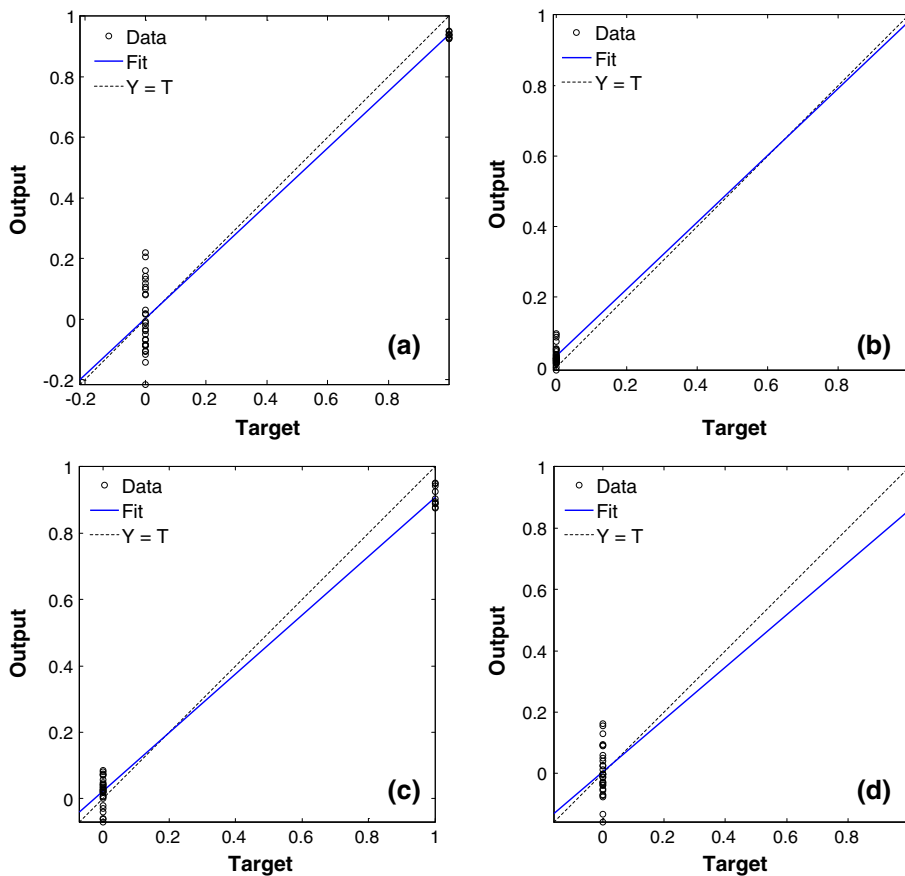 1
0.8
0.6
0.4
0.2
0
-0.2
Output
Data
Fit
Y = T
(a)
-0.2 0 0.2 0.4 0.6 0.8
Target
1
0.8
0.6
0.4
0.2
0
Output
Data
Fit
Y = T
(b)
0 0.2 0.4 0.6 0.8
Target
1
0.8
0.6
0.4
0.2
0
Output
Data
Fit
Y = T
(c)
0 0.2 0.4 0.6 0.8 1
Target
1
0.8
0.6
0.4
0.2
0
Output
Data
Fit
Y = T
(d)
0 0.2 0.4 0.6 0.8
Target